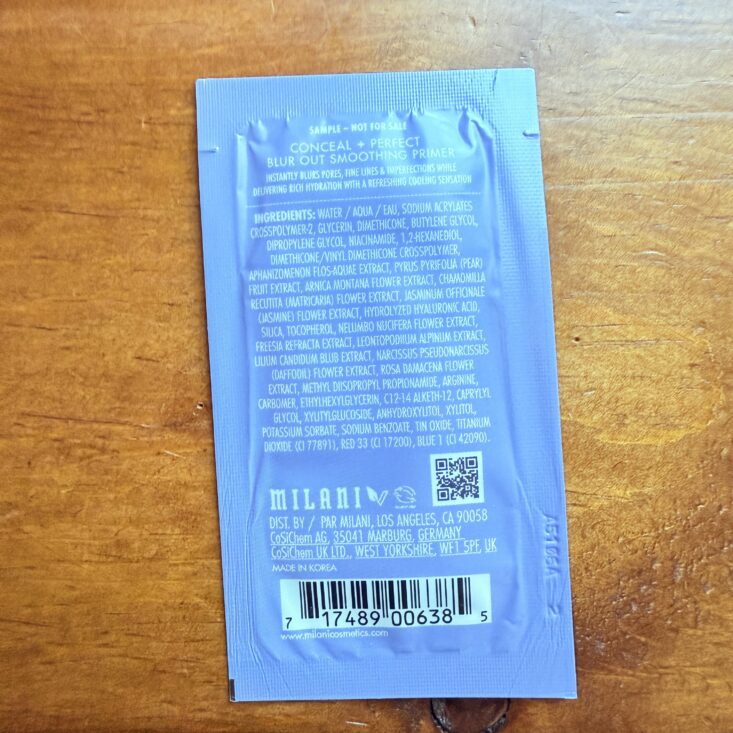 SAMPLE – NOT FOR SALE
CONCEAL + PERFECT
BLUR OUT SMOOTHING PRIMER
INSTANTLY BLURS PORES, FINE LINES & IMPERFECTIONS WHILE
DELIVERING RICH HYDRATION WITH A REFRESHING COOLING SENSATION
INGREDIENTS: WATER / AQUA / EAU, SODIUM ACRYLATES
CROSSPOLYMER-2, GLYCERIN, DIMETHICONE, BUTYLENE GLYCOL,
DIPROPYLENE GLYCOL, NIACINAMIDE, 1,2-HEXANEDIOL,
DIMETHICONE/VINYL DIMETHICONE CROSSPOLYMER,
APHANIZOMENON FLOS-AQUAE EXTRACT, PYRUS PYRIFOLIA (PEAR)
FRUIT EXTRACT, ARNICA MONTANA FLOWER EXTRACT, CHAMOMILLA
RECUTITA (MATRICARIA) FLOWER EXTRACT, JASMINUM OFFICINALE
(JASMINE) FLOWER EXTRACT, HYDROLYZED HYALURONIC ACID,
SILICA, TOCOPHEROL, NELUMBO NUCIFERA FLOWER EXTRACT,
FREESIA REFRACTA EXTRACT, LEONTOPODIUM ALPINUM EXTRACT,
LILIUM CANDIDUM BLUB EXTRACT, NARCISSUS PSEUDONARCISSUS
(DAFFODIL) FLOWER EXTRACT, ROSA DAMASCENA FLOWER
EXTRACT, METHYL DIISOPROPYL PROPIONAMIDE, ARGININE,
CARBOMER, ETHYLHEXYLGLYCERIN, C12-14 ALKETH-12, CAPRYLYL
GLYCOL, XYLITYLGLUCOSIDE, ANHYDROXYLITOL, XYLITOL,
POTASSIUM SORBATE, SODIUM BENZOATE, TIN OXIDE, TITANIUM
DIOXIDE (CI 77891), RED 33 (CI 17200), BLUE 1 (CI 42090).
MILANI
DIST. BY / PAR MILANI, LOS ANGELES, CA 90058
CoSiChem AG, 35041 MARBURG, GERMANY
CoSiChem UK LTD., WEST YORKSHIRE, WF1 5PF, UK
MADE IN KOREA
7 17489 00638 5
www.milanicosmetics.com